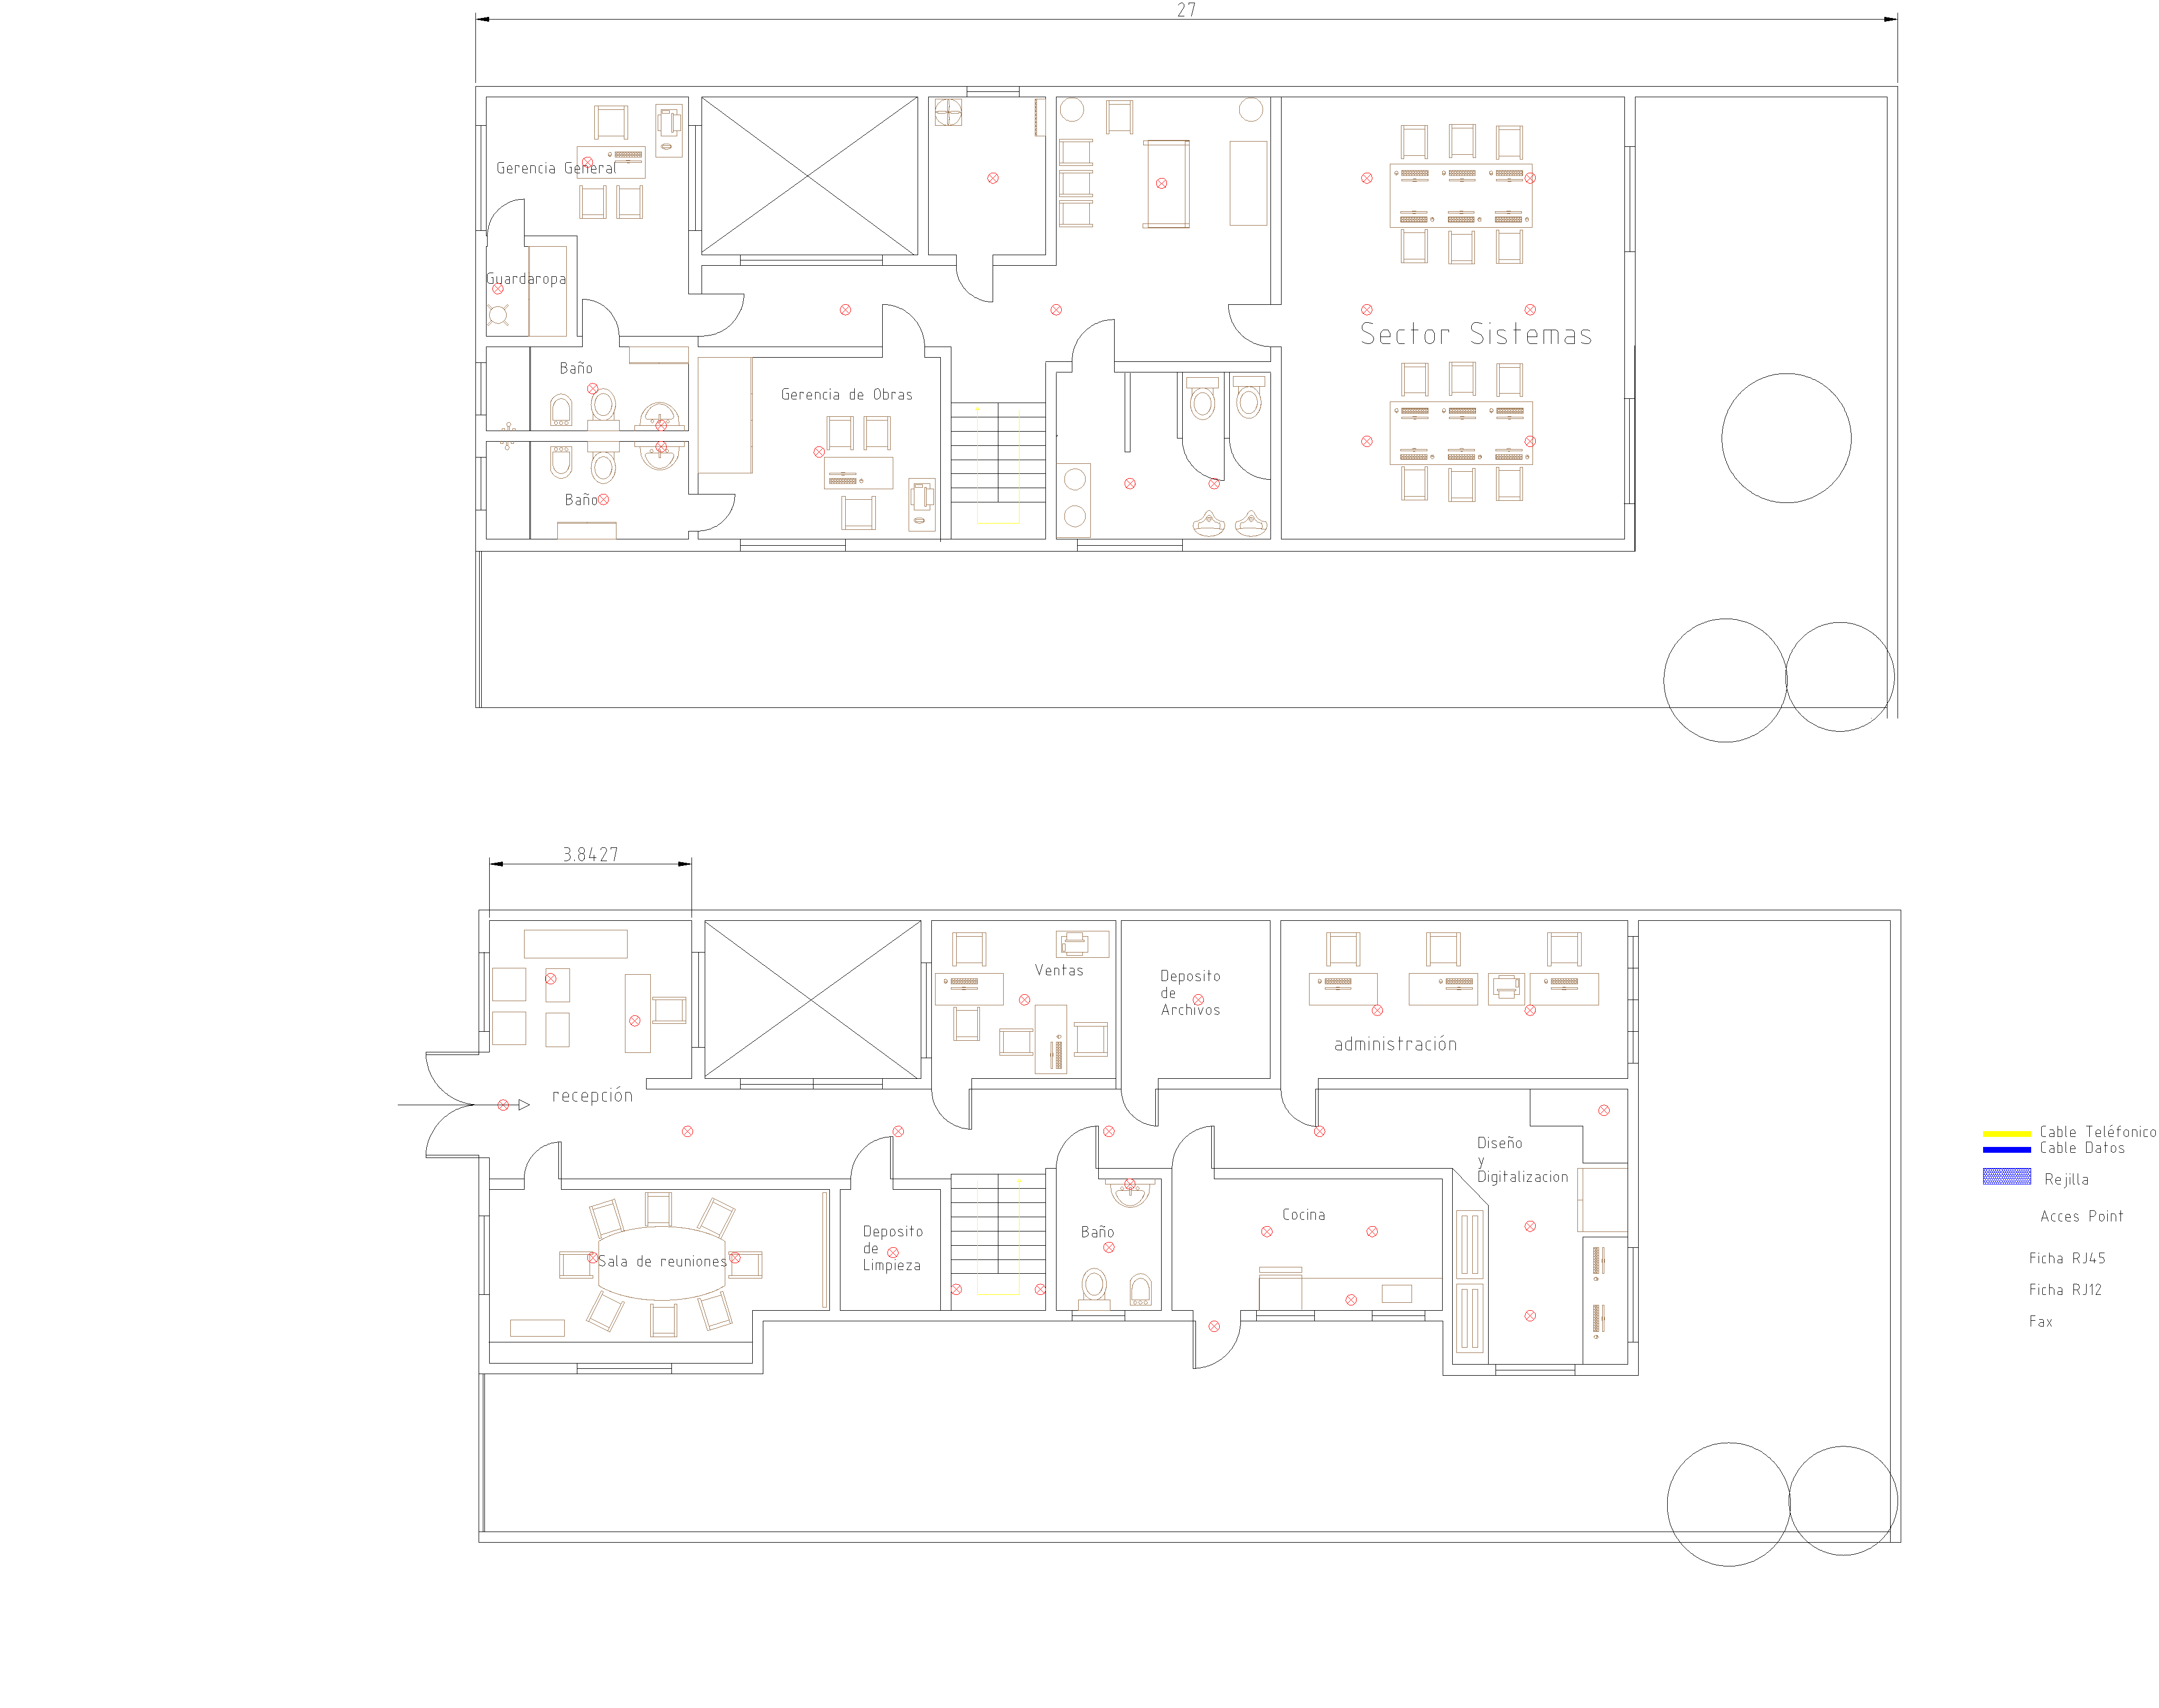 27
Gerencia General
Guardaropa
Baño
Gerencia de Obras
Baño
Sector Sistemas
3.8427
Ventas
Deposito
de
Archivos
administración
recepción
Diseño
y
Digitalizacion
Sala de reuniones
Deposito
de
Limpieza
Baño
Cocina
Cable Teléfonico
Cable Datos
Rejilla
Acces Point
Ficha RJ45
Ficha RJ12
Fax